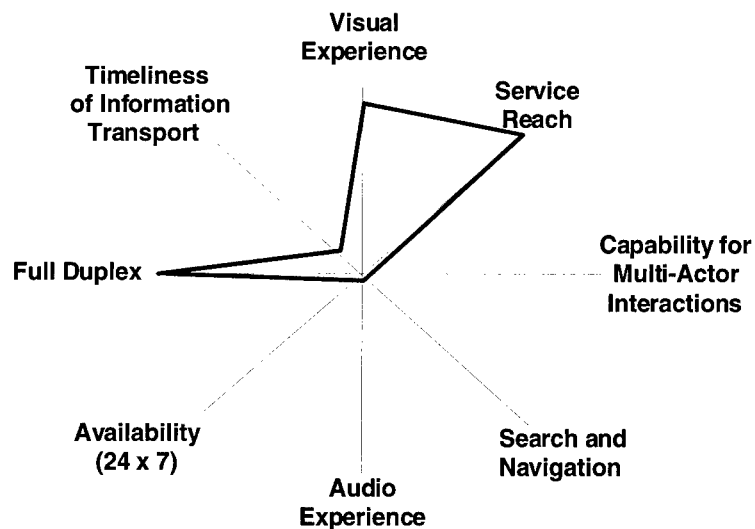 Visual
Experience
Timeliness
of Information
Transport
Service
Reach
Full Duplex
Capability for
Multi-Actor
Interactions
Availability
(24 x 7)
Search and
Navigation
Audio
Experience